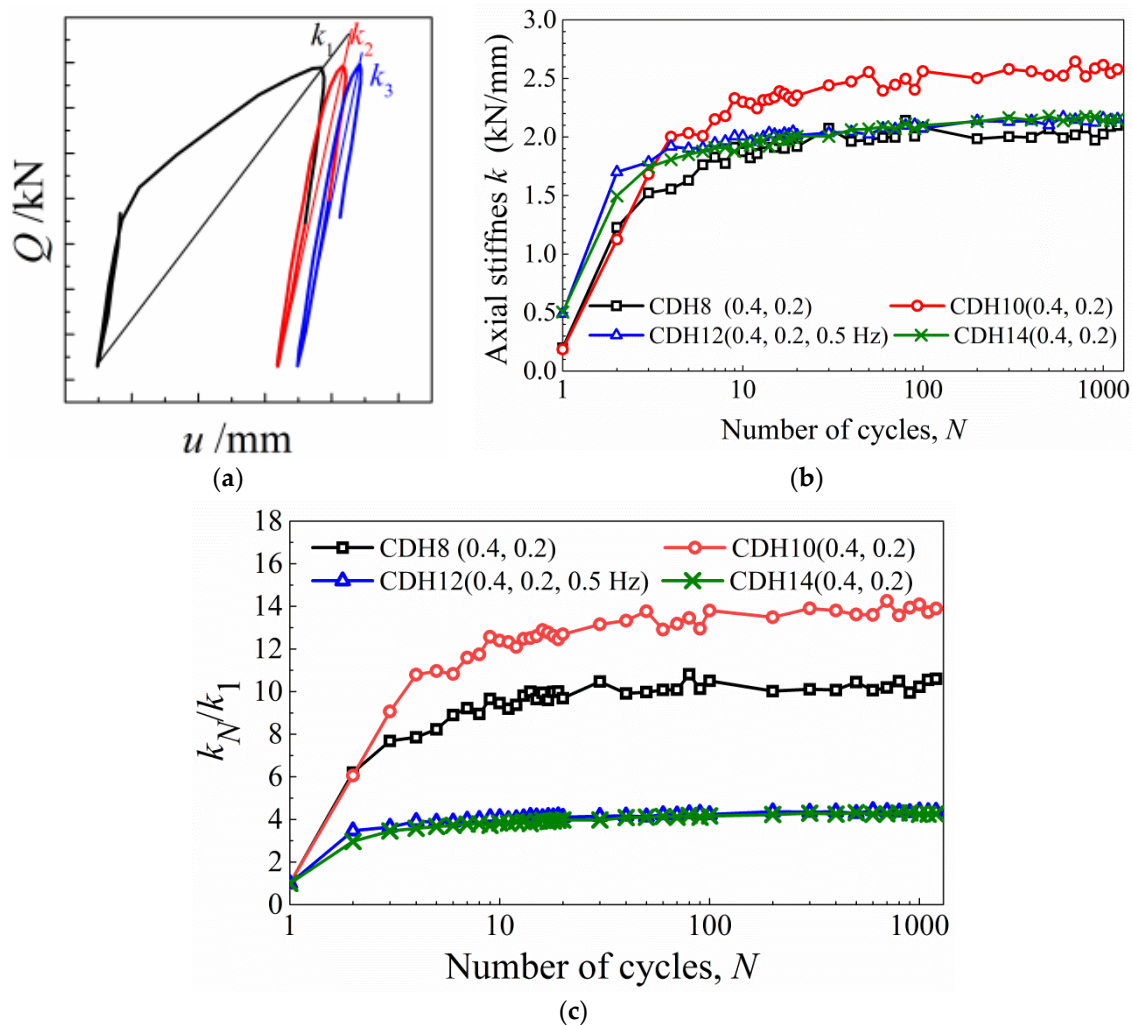 k1
k2
k3
Q /kN
u /mm
(a)
3.0
2.5
2.0
1.5
1.0
0.5
0.0
Axial stiffnes k (kN/mm)
CDH8 (0.4, 0.2)
CDH10(0.4, 0.2)
CDH12(0.4, 0.2, 0.5 Hz)
CDH14(0.4, 0.2)
1 10 100 1000
Number of cycles, N
(b)
18
16
14
12
10
8
6
4
2
0
kN/k1
CDH8 (0.4, 0.2)
CDH10(0.4, 0.2)
CDH12(0.4, 0.2, 0.5 Hz)
CDH14(0.4, 0.2)
1 10 100 1000
Number of cycles, N
(c)